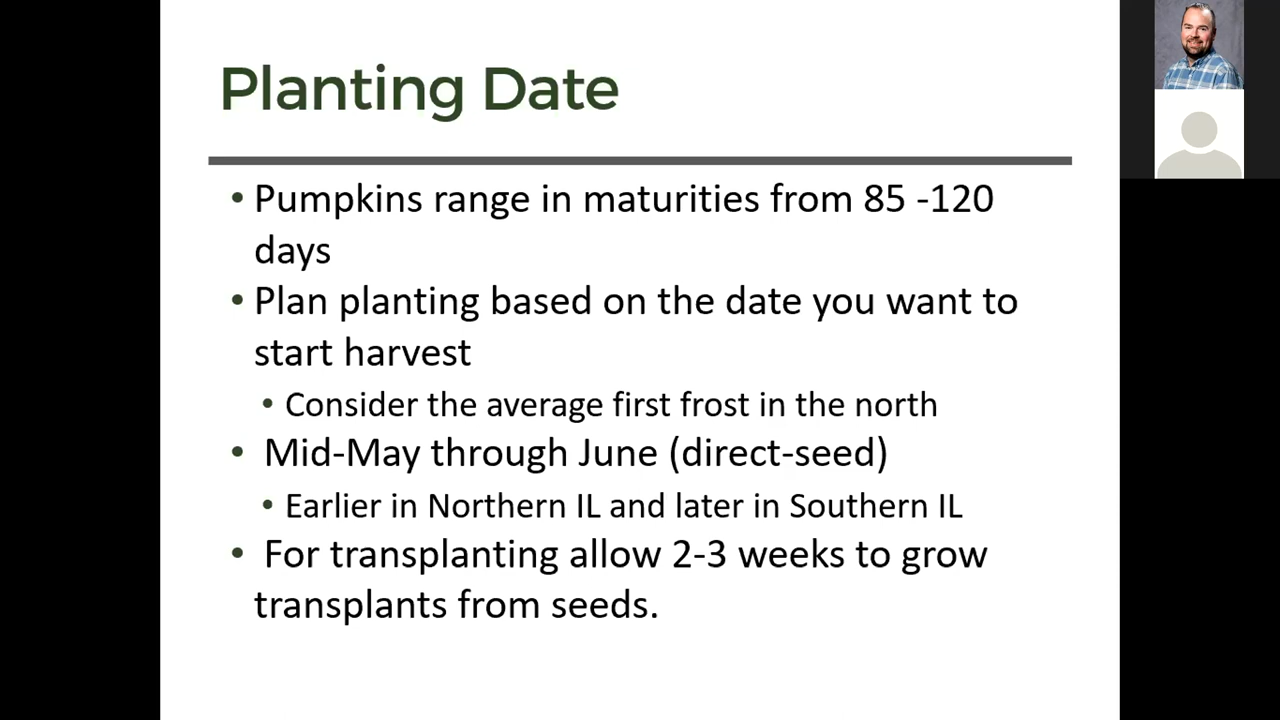 Planting Date
• Pumpkins range in maturities from 85 -120
days
• Plan planting based on the date you want to
start harvest
• Consider the average first frost in the north
• Mid-May through June (direct-seed)
• Earlier in Northern IL and later in Southern IL
• For transplanting allow 2-3 weeks to grow
transplants from seeds.